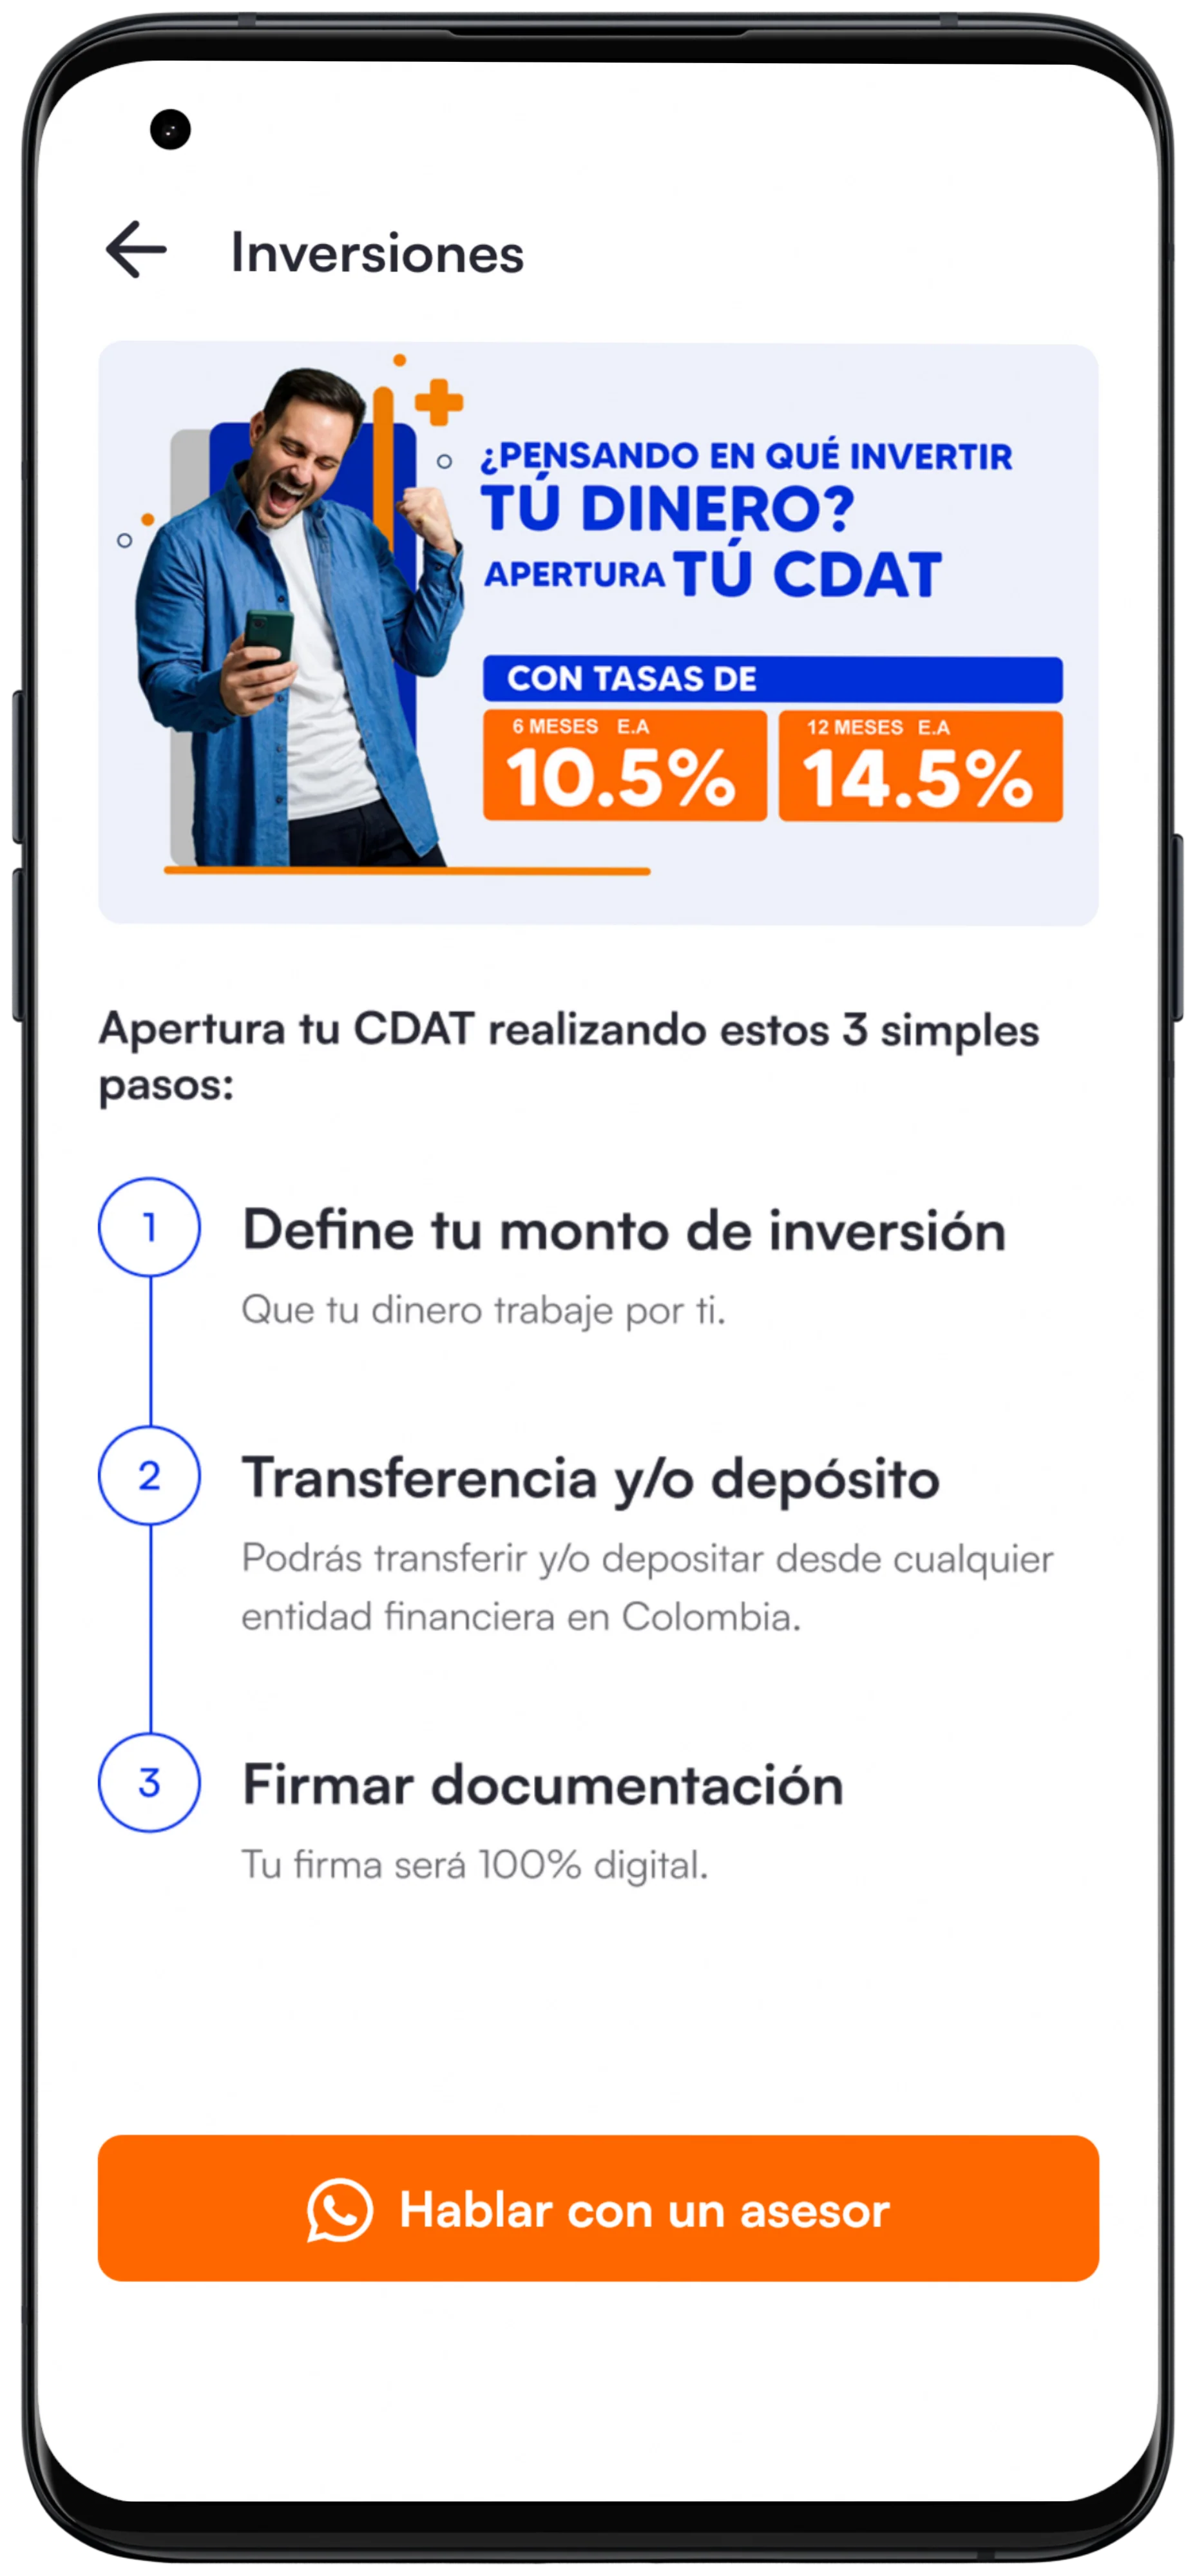 Inversiones
¿PENSANDO EN QUÉ INVERTIR
TÚ DINERO?
APERTURA TÚ CDAT
CON TASAS DE
6 MESES E.A
10.5%
12 MESES E.A
14.5%
Apertura tu CDAT realizando estos 3 simples
pasos:
1
Define tu monto de inversión
Que tu dinero trabaje por ti.
2
Transferencia y/o depósito
Podrás transferir y/o depositar desde cualquier
entidad financiera en Colombia.
3
Firmar documentación
Tu firma será 100% digital.
Hablar con un asesor